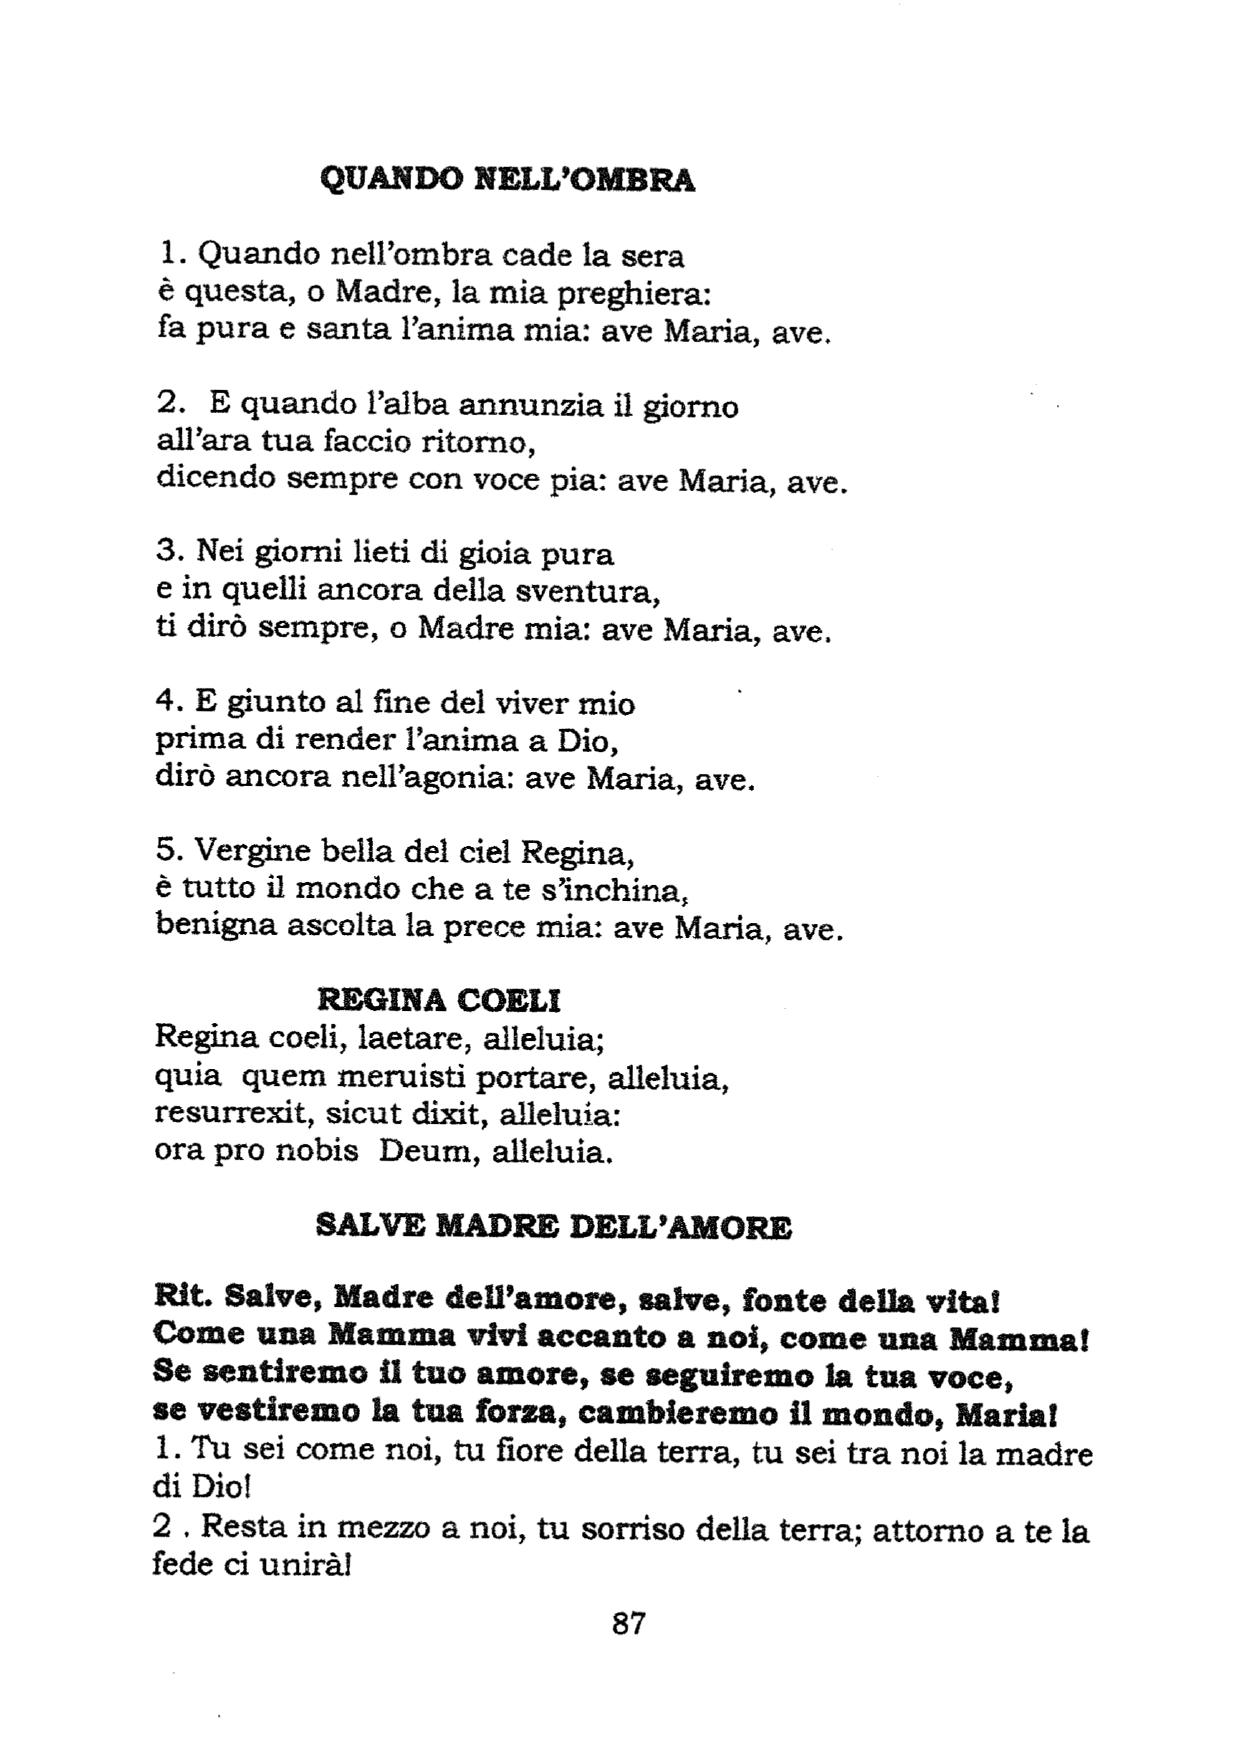 QUANDO NELL'OMBRA
1. Quando nell'ombra cade la sera
è questa, o Madre, la mia preghiera:
fa pura e santa l'anima mia: ave Maria, ave.
2. E quando l'alba annunzia il giorno
all'ara tua faccio ritorno,
dicendo sempre con voce pia: ave Maria, ave.
3. Nei giorni lieti di gioia pura
e in quelli ancora della sventura,
ti dirò sempre, o Madre mia: ave Maria, ave.
4. E giunto al fine del viver mio
prima di render l'anima a Dio,
dirò ancora nell'agonia: ave Maria, ave.
5. Vergine bella del ciel Regina,
è tutto il mondo che a te s'inchina,
benigna ascolta la prece mia: ave Maria, ave.
REGINA COELI
Regina coeli, laetare, alleluia;
quia quem meruisti portare, alleluia,
resurrexit, sicut dixit, alleluia:
ora pro nobis Deum, alleluia.
SALVE MADRE DELL'AMORE
Rit. Salve, Madre dell'amore, salve, fonte della vita!
Come una Mamma vivi accanto a noi, come una Mamma!
Se sentiremo il tuo amore, se seguiremo la tua voce,
se vestiremo la tua forza, cambieremo il mondo, Maria!
1. Tu sei come noi, tu fiore della terra, tu sei tra noi la madre
di Dio!
2 . Resta in mezzo a noi, tu sorriso della terra; attorno a te la
fede ci unirà!
87